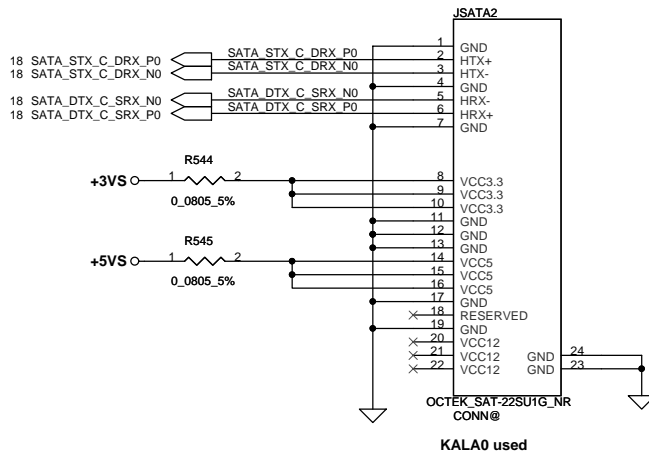 JSATA2
1 GND
18 SATA_STX_C_DRX_P0 SATA_STX_C_DRX_P0 2 HTX+
18 SATA_STX_C_DRX_N0 SATA_STX_C_DRX_N0 3 HTX-
4 GND
18 SATA_DTX_C_SRX_N0 SATA_DTX_C_SRX_N0 5 HRX-
18 SATA_DTX_C_SRX_P0 SATA_DTX_C_SRX_P0 6 HRX+
7 GND
R544
+3VS 1 2 8 VCC3.3
0_0805_5% 9 VCC3.3
10 VCC3.3
11 GND
12 GND
R545
13 GND
+5VS 1 2 14 VCC5
0_0805_5% 15 VCC5
16 VCC5
17 GND
18 RESERVED
19 GND
20 VCC12
21 VCC12 GND 24
22 VCC12 GND 23
OCTEK_SAT-22SU1G_NR
CONN@
KALA0 used